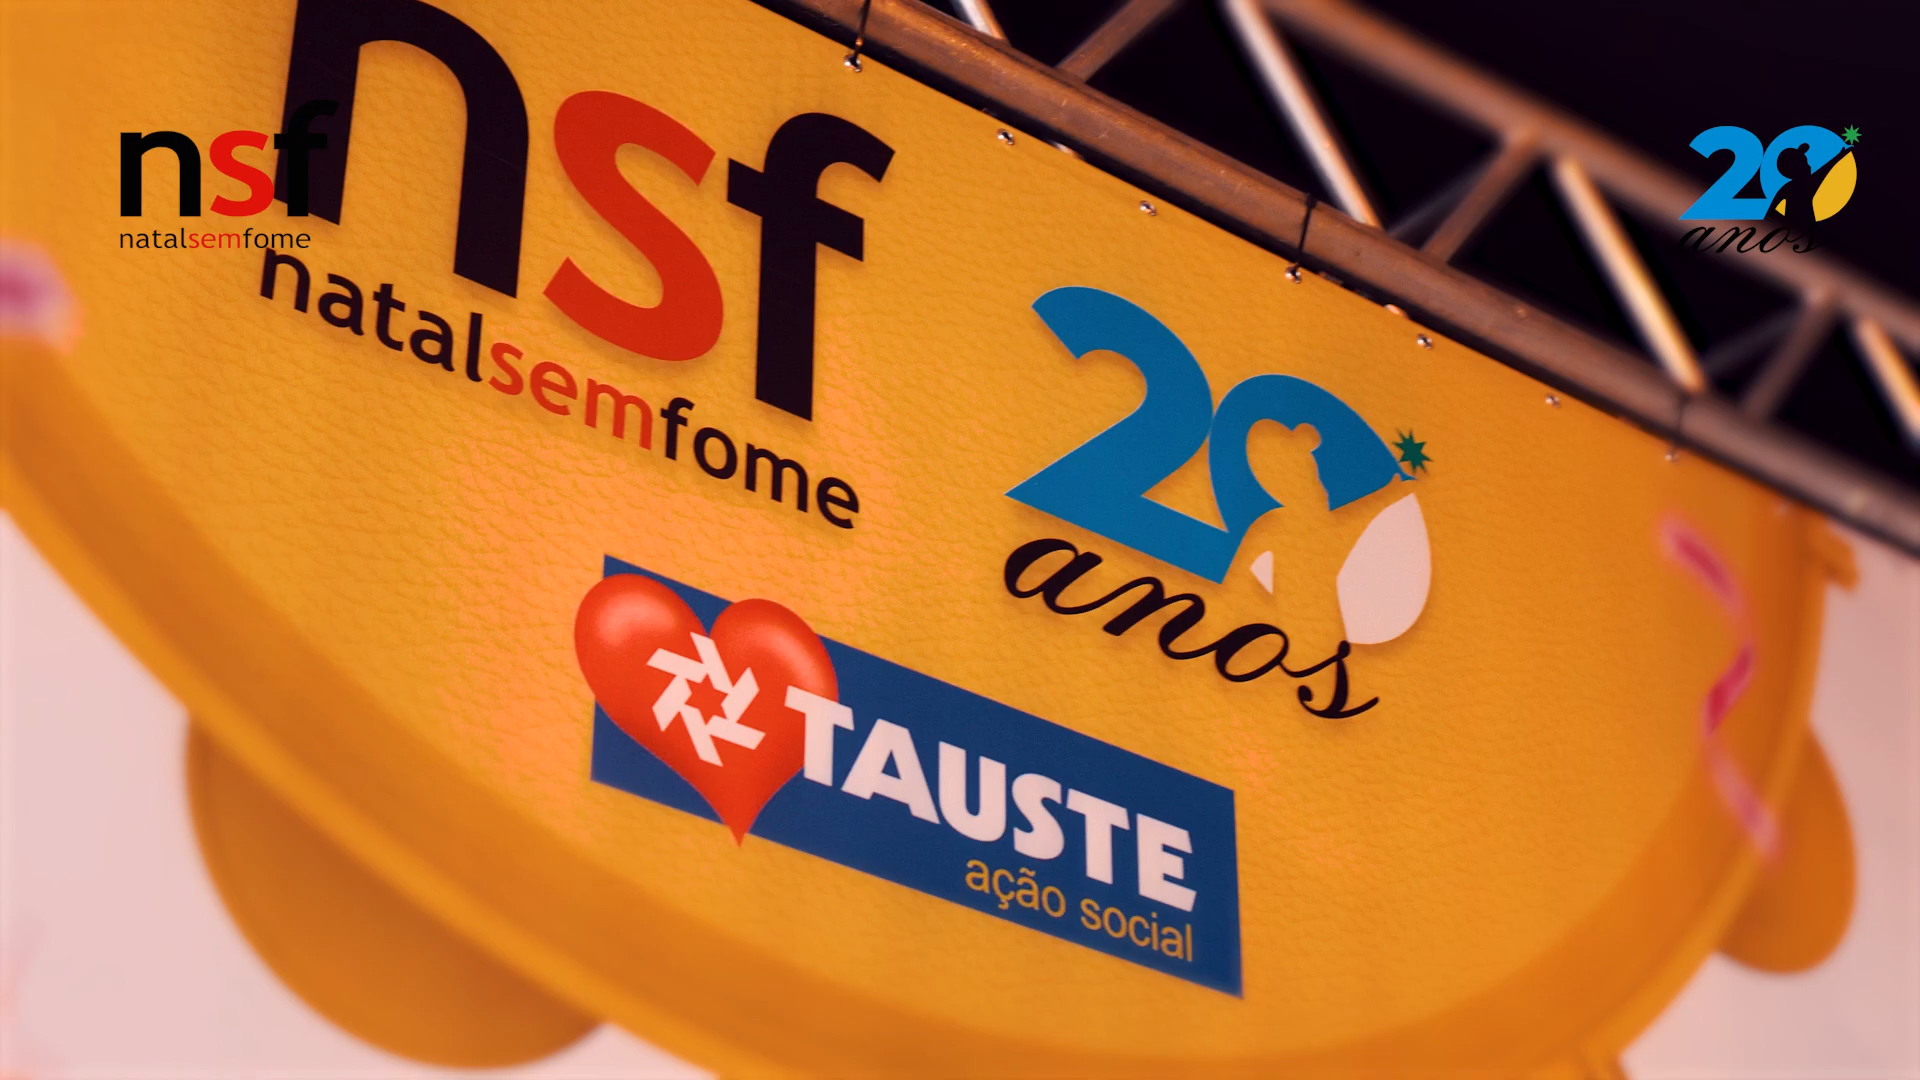 nsf
natalsemfome
20
anos
nsf
natalsemfome
20
anos
TAUSTE
ação social